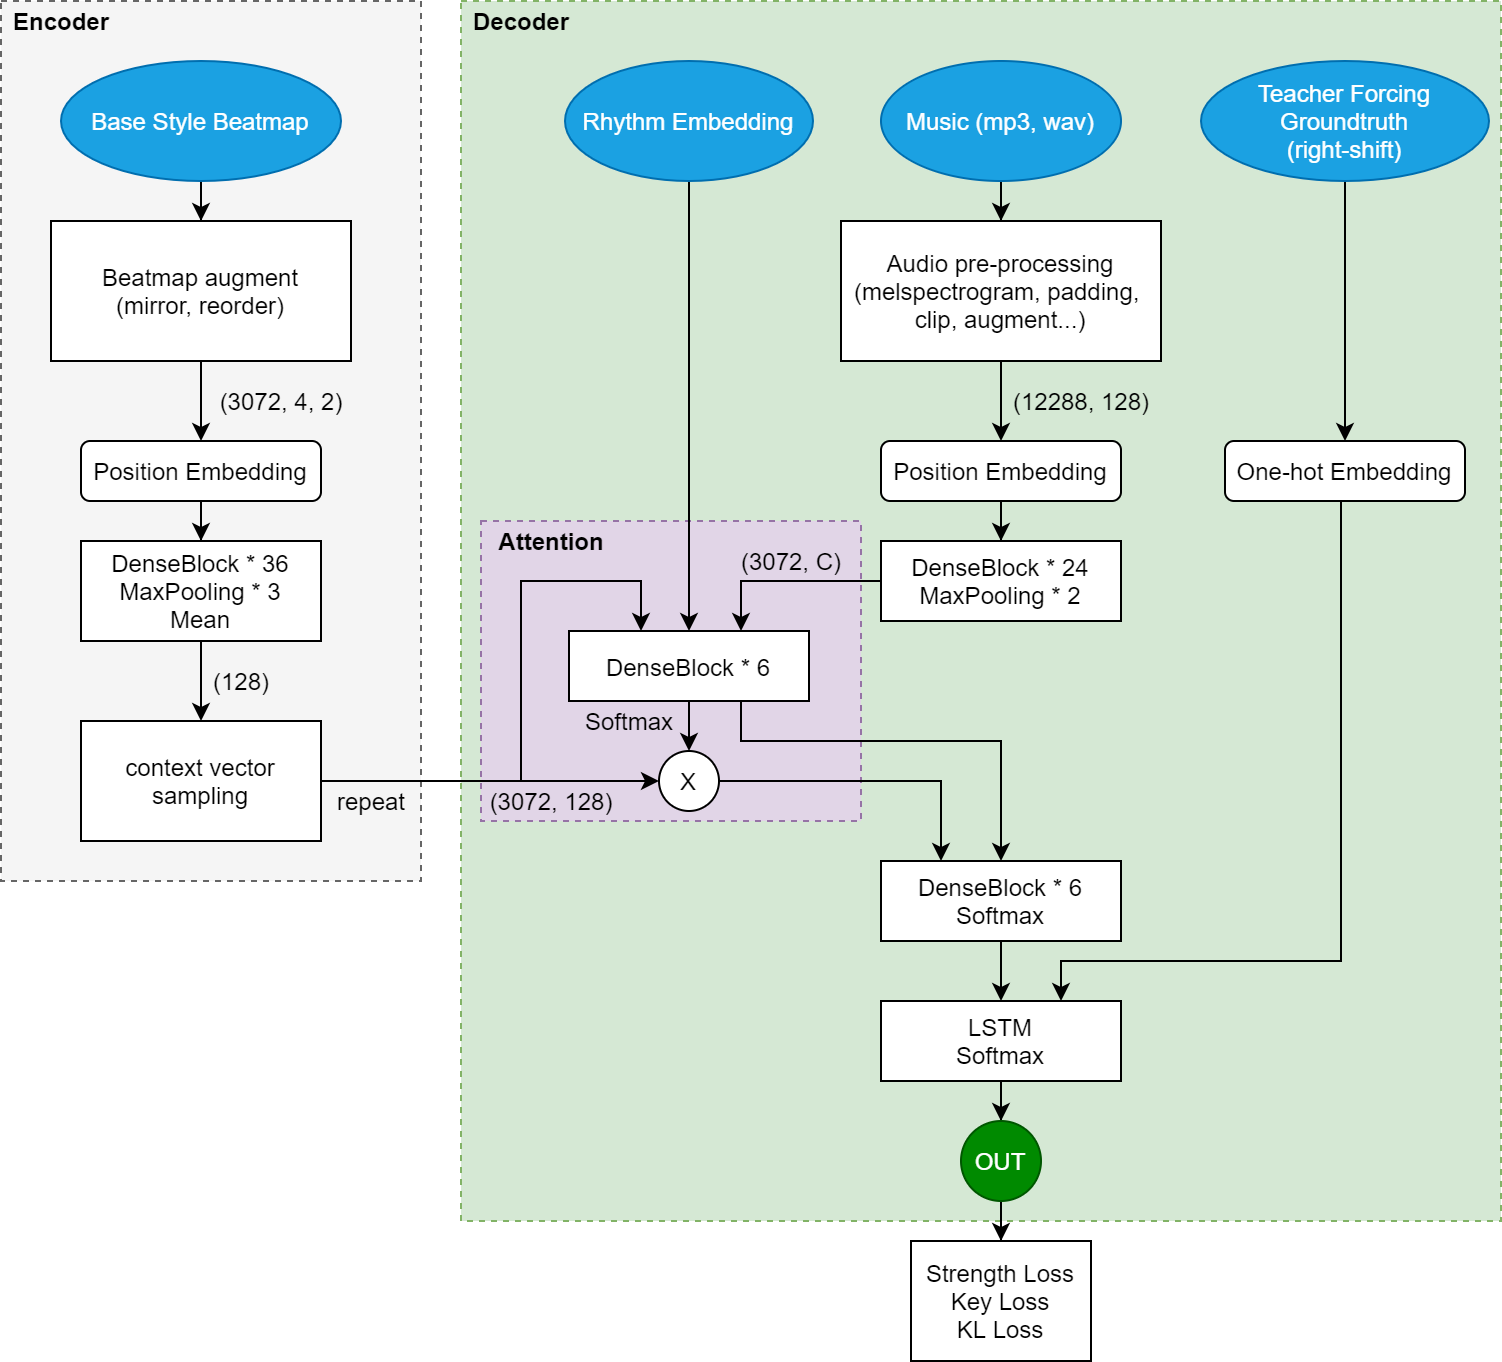 Encoder
Base Style Beatmap
Beatmap augment
(mirror, reorder)
(3072, 4, 2)
Position Embedding
DenseBlock * 36
MaxPooling * 3
Mean
(128)
context vector
sampling
repeat
Decoder
Rhythm Embedding
Music (mp3, wav)
Teacher Forcing
Groundtruth
(right-shift)
Audio pre-processing
(melspectrogram, padding,
clip, augment...)
(12288, 128)
Position Embedding
One-hot Embedding
Attention
(3072, C)
DenseBlock * 24
MaxPooling * 2
DenseBlock * 6
Softmax
X
(3072, 128)
DenseBlock * 6
Softmax
LSTM
Softmax
OUT
Strength Loss
Key Loss
KL Loss